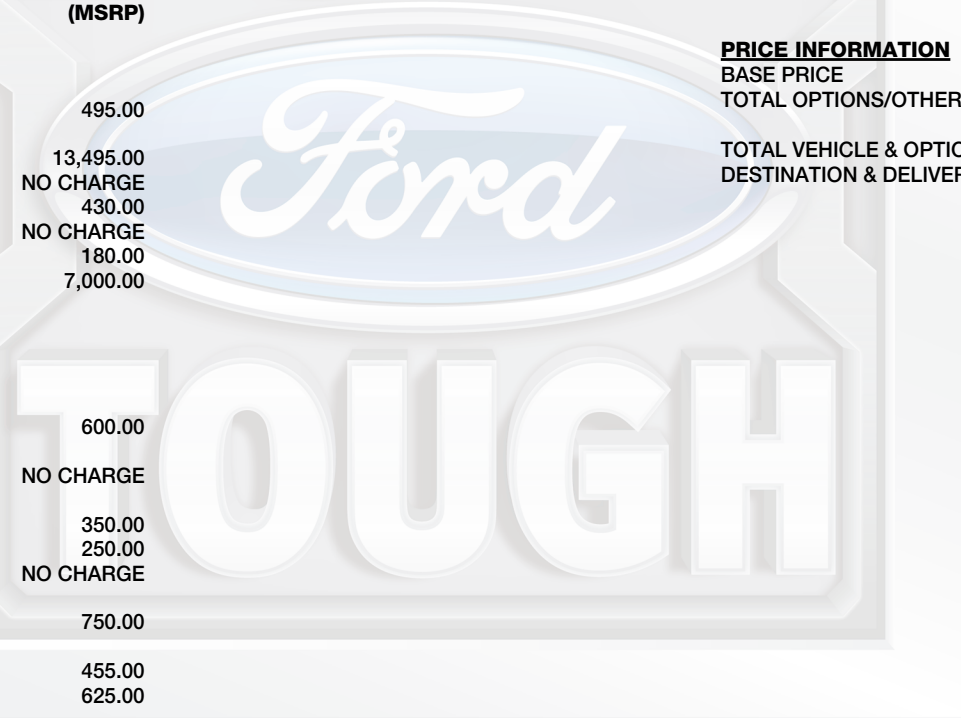 (MSRP)
495.00
13,495.00
NO CHARGE
430.00
NO CHARGE
180.00
7,000.00
600.00
NO CHARGE
350.00
250.00
NO CHARGE
750.00
455.00
625.00
PRICE INFORMATION
BASE PRICE
TOTAL OPTIONS/OTHER
TOTAL VEHICLE & OPTIO
DESTINATION & DELIVER
Ford
TOUGH